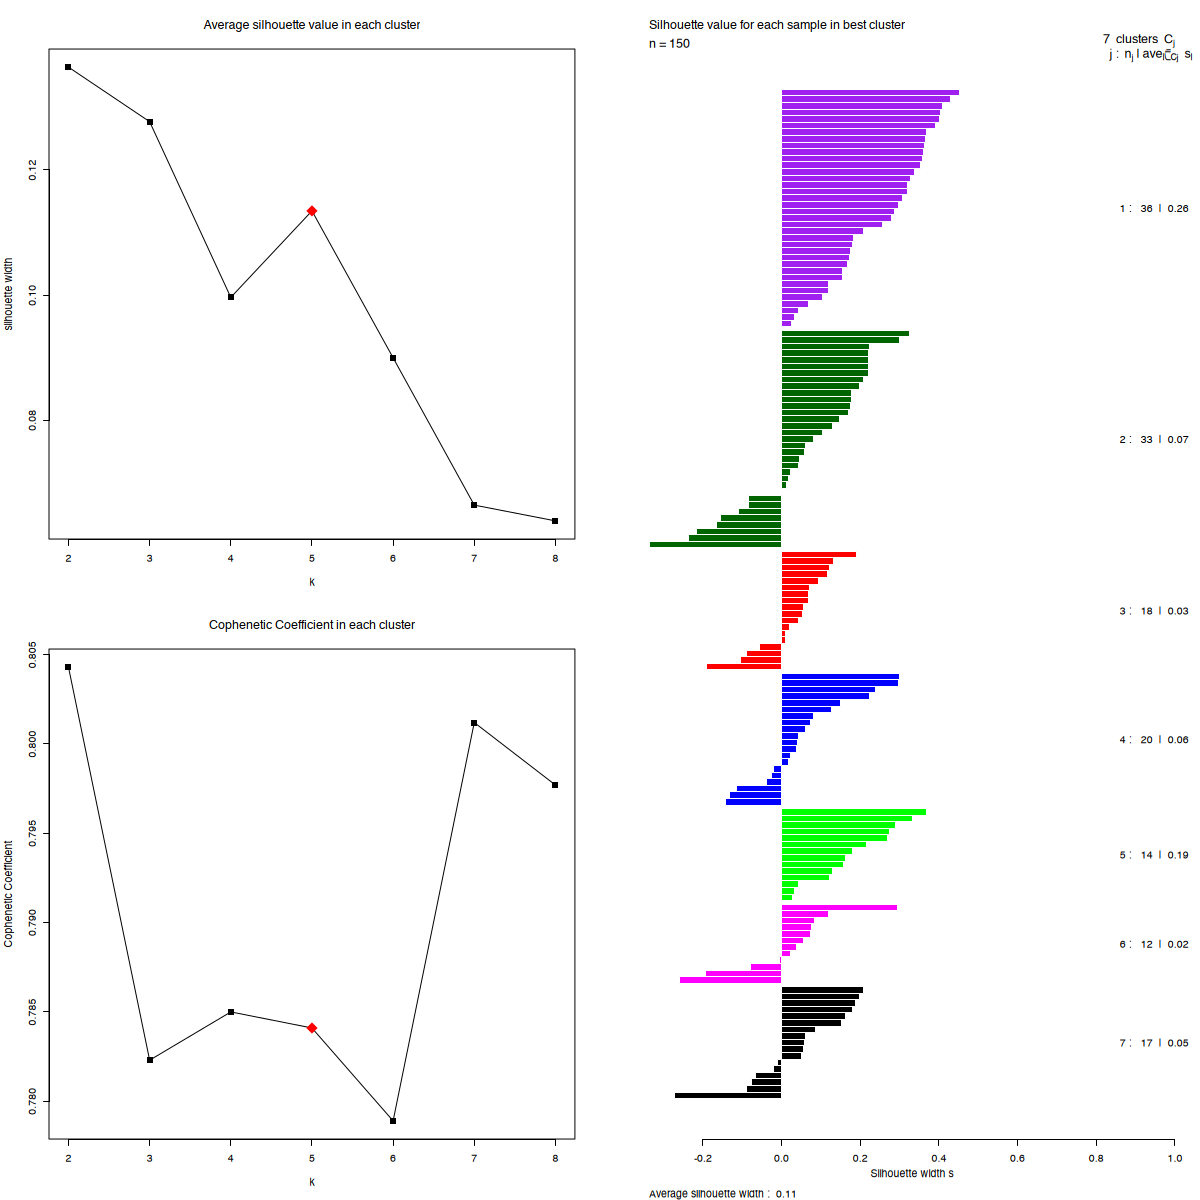 Average silhouette value in each cluster
silhouette width
0.12
0.10
0.08
2 3 4 5 6 7 8
k
Cophenetic Coefficient in each cluster
Cophenetic Coefficient
0.805
0.800
0.795
0.790
0.785
0.780
2 3 4 5 6 7 8
k
Silhouette value for each sample in best cluster
n = 150
7 clusters Cj
j : nj | avei∈Cj si
1 : 36 | 0.26
2 : 33 | 0.07
3 : 18 | 0.03
4 : 20 | 0.06
5 : 14 | 0.19
6 : 12 | 0.02
7 : 17 | 0.05
-0.2 0.0 0.2 0.4 0.6 0.8 1.0
Silhouette width s
Average silhouette width : 0.11